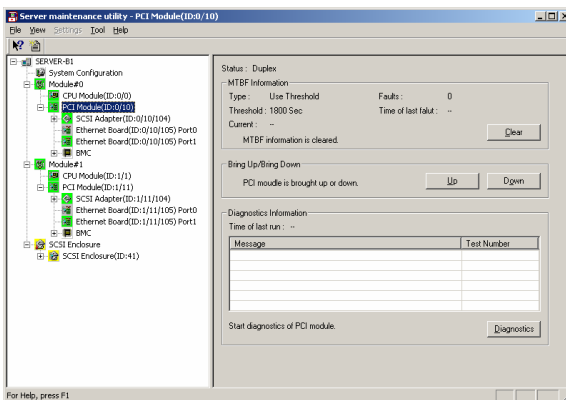 Server maintenance utility - PCI Module(ID:0/10)
File View Settings Tool Help
SERVER-B1
System Configuration
Module#0
CPU Module(ID:0/0)
PCI Module(ID:0/10)
SCSI Adapter(ID:0/10/104)
Ethernet Board(ID:0/10/105) Port0
Ethernet Board(ID:0/10/105) Port1
BMC
Module#1
CPU Module(ID:1/1)
PCI Module(ID:1/11)
SCSI Adapter(ID:1/11/104)
Ethernet Board(ID:1/11/105) Port0
Ethernet Board(ID:1/11/105) Port1
BMC
SCSI Enclosure
SCSI Enclosure(ID:41)
Status : Duplex
MTBF Information
Type : Use Threshold Faults : 0
Threshold : 1800 Sec Time of last falut : --
Current : --
MTBF information is cleared. Clear
Bring Up/Bring Down
PCI moudle is brought up or down. Up Down
Diagnostics Information
Time of last run : --
Message Test Number
Start diagnostics of PCI module. Diagnostics
For Help, press F1